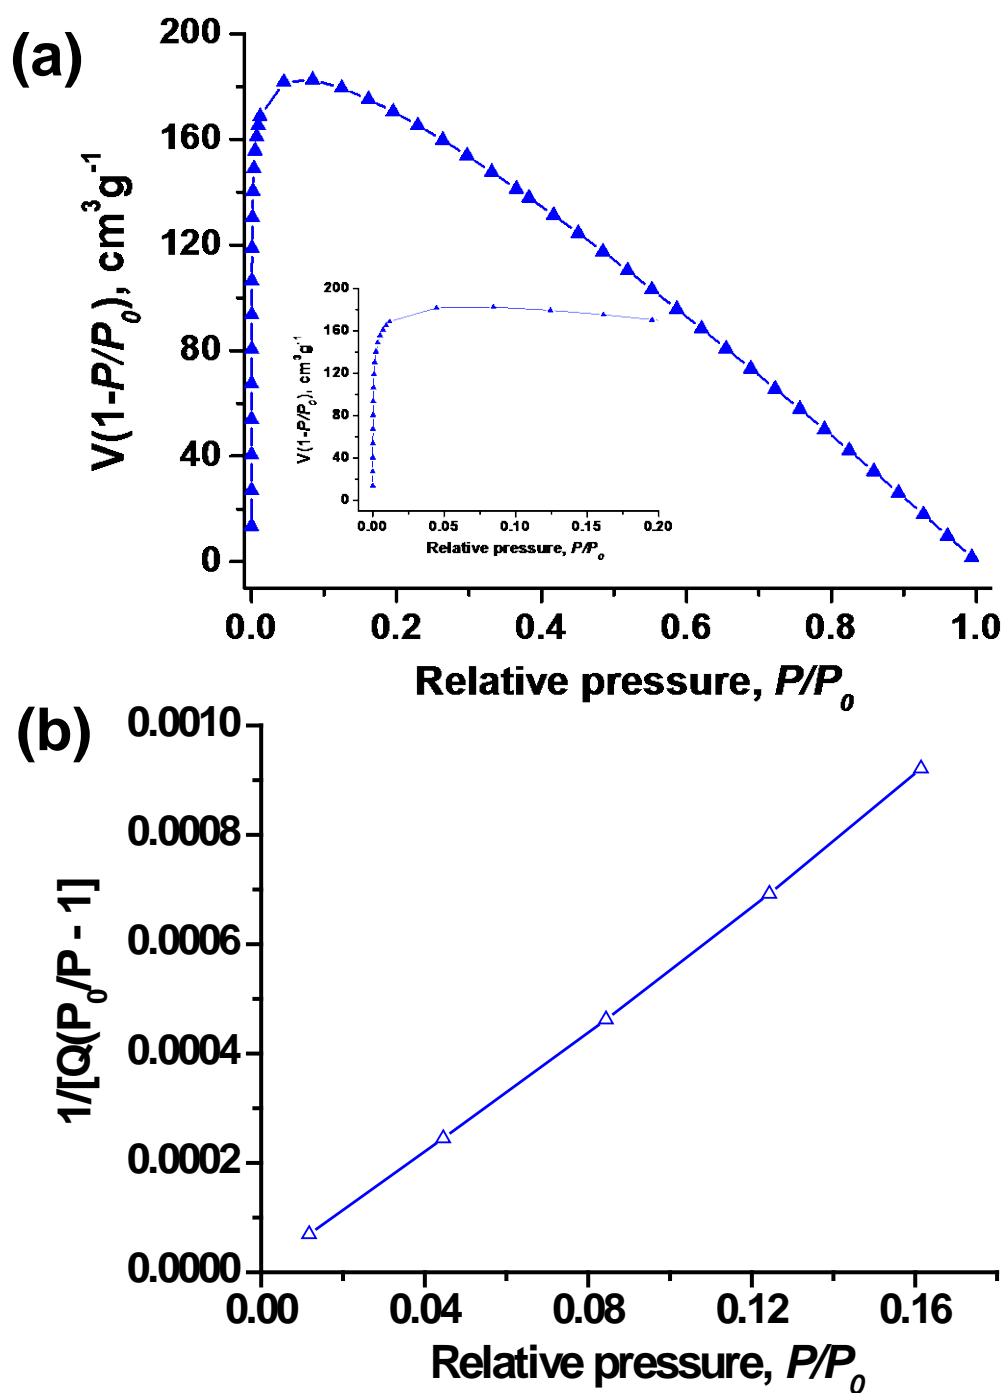 (a)
200
160
120
80
40
0
V(1-P/P₀), cm³g⁻¹
200
160
120
80
40
0
V(1-P/P₀), cm³g⁻¹
0.00 0.05 0.10 0.15 0.20
Relative pressure, P/P₀
0.0 0.2 0.4 0.6 0.8 1.0
Relative pressure, P/P₀
(b)
0.0010
0.0008
0.0006
0.0004
0.0002
0.0000
1/[Q(P₀/P - 1]
0.00 0.04 0.08 0.12 0.16
Relative pressure, P/P₀